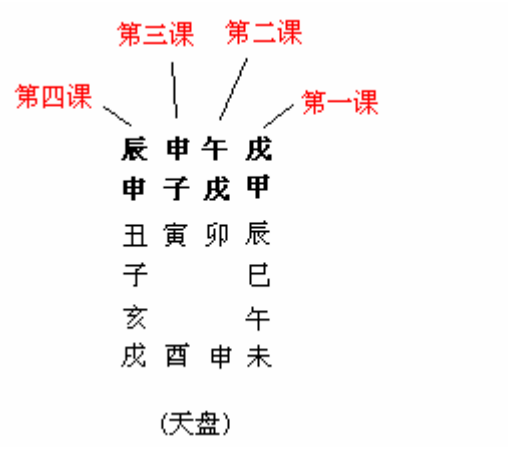 第三课 第二课
第四课 第一课
辰 申 午 戌
申 子 戌 甲
丑 寅 卯 辰
子 巳
亥 午
戌 酉 申 未
(天盘)